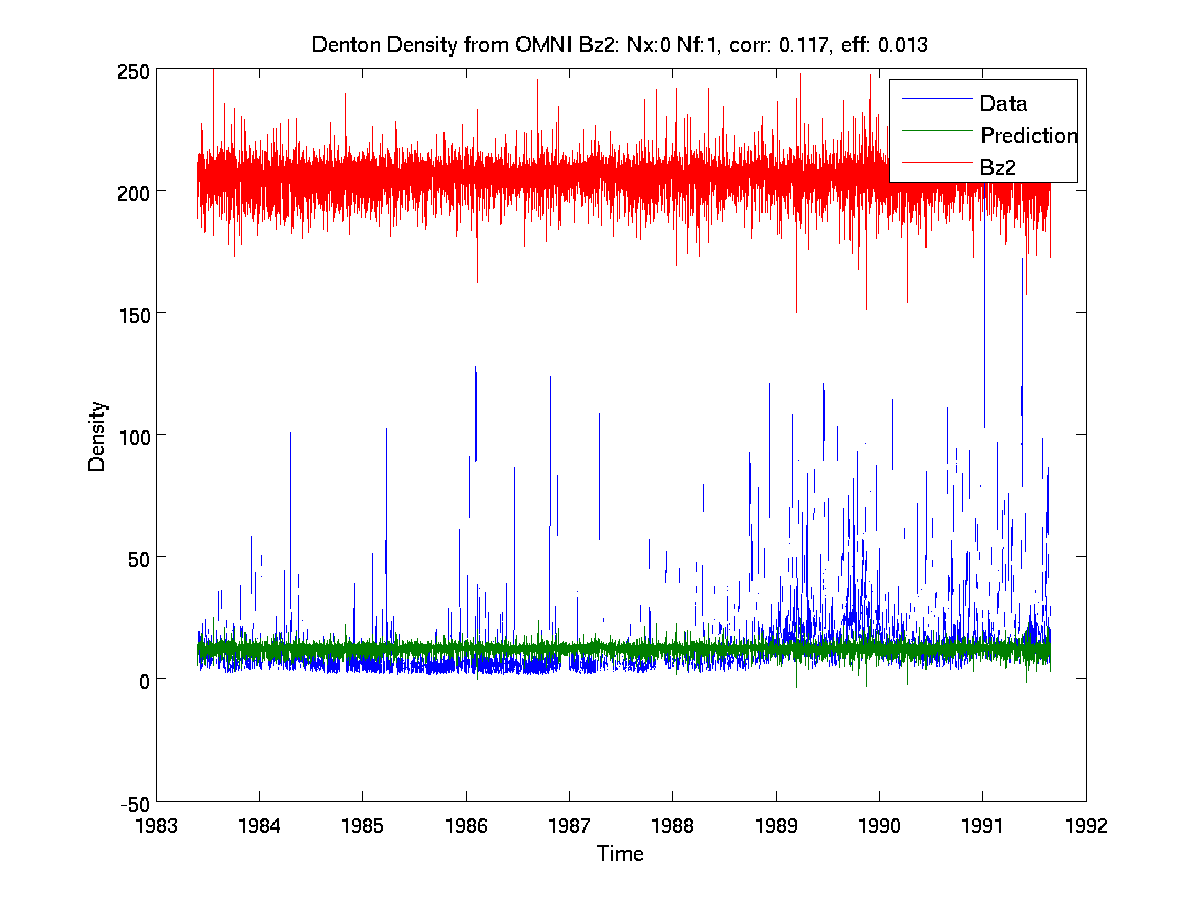 Denton Density from OMNI Bz2: Nx:0 Nf:1, corr: 0.117, eff: 0.013
250
200
150
100
50
0
-50
Density
Data
Prediction
Bz2
1983 1984 1985 1986 1987 1988 1989 1990 1991 1992
Time